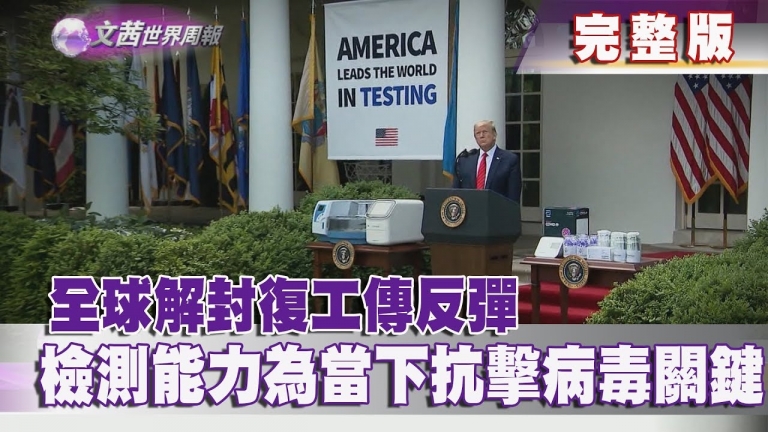 文茜世界周報
完整版
AMERICA
LEADS THE WORLD
IN TESTING
全球解封復工傳反彈
檢測能力為當下抗擊病毒關鍵